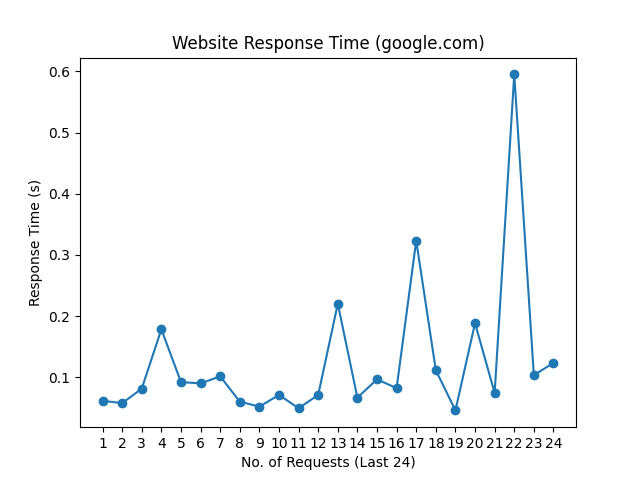 Website Response Time (google.com)
0.6
0.5
0.4
0.3
0.2
0.1
Response Time (s)
1 2 3 4 5 6 7 8 9 10 11 12 13 14 15 16 17 18 19 20 21 22 23 24
No. of Requests (Last 24)